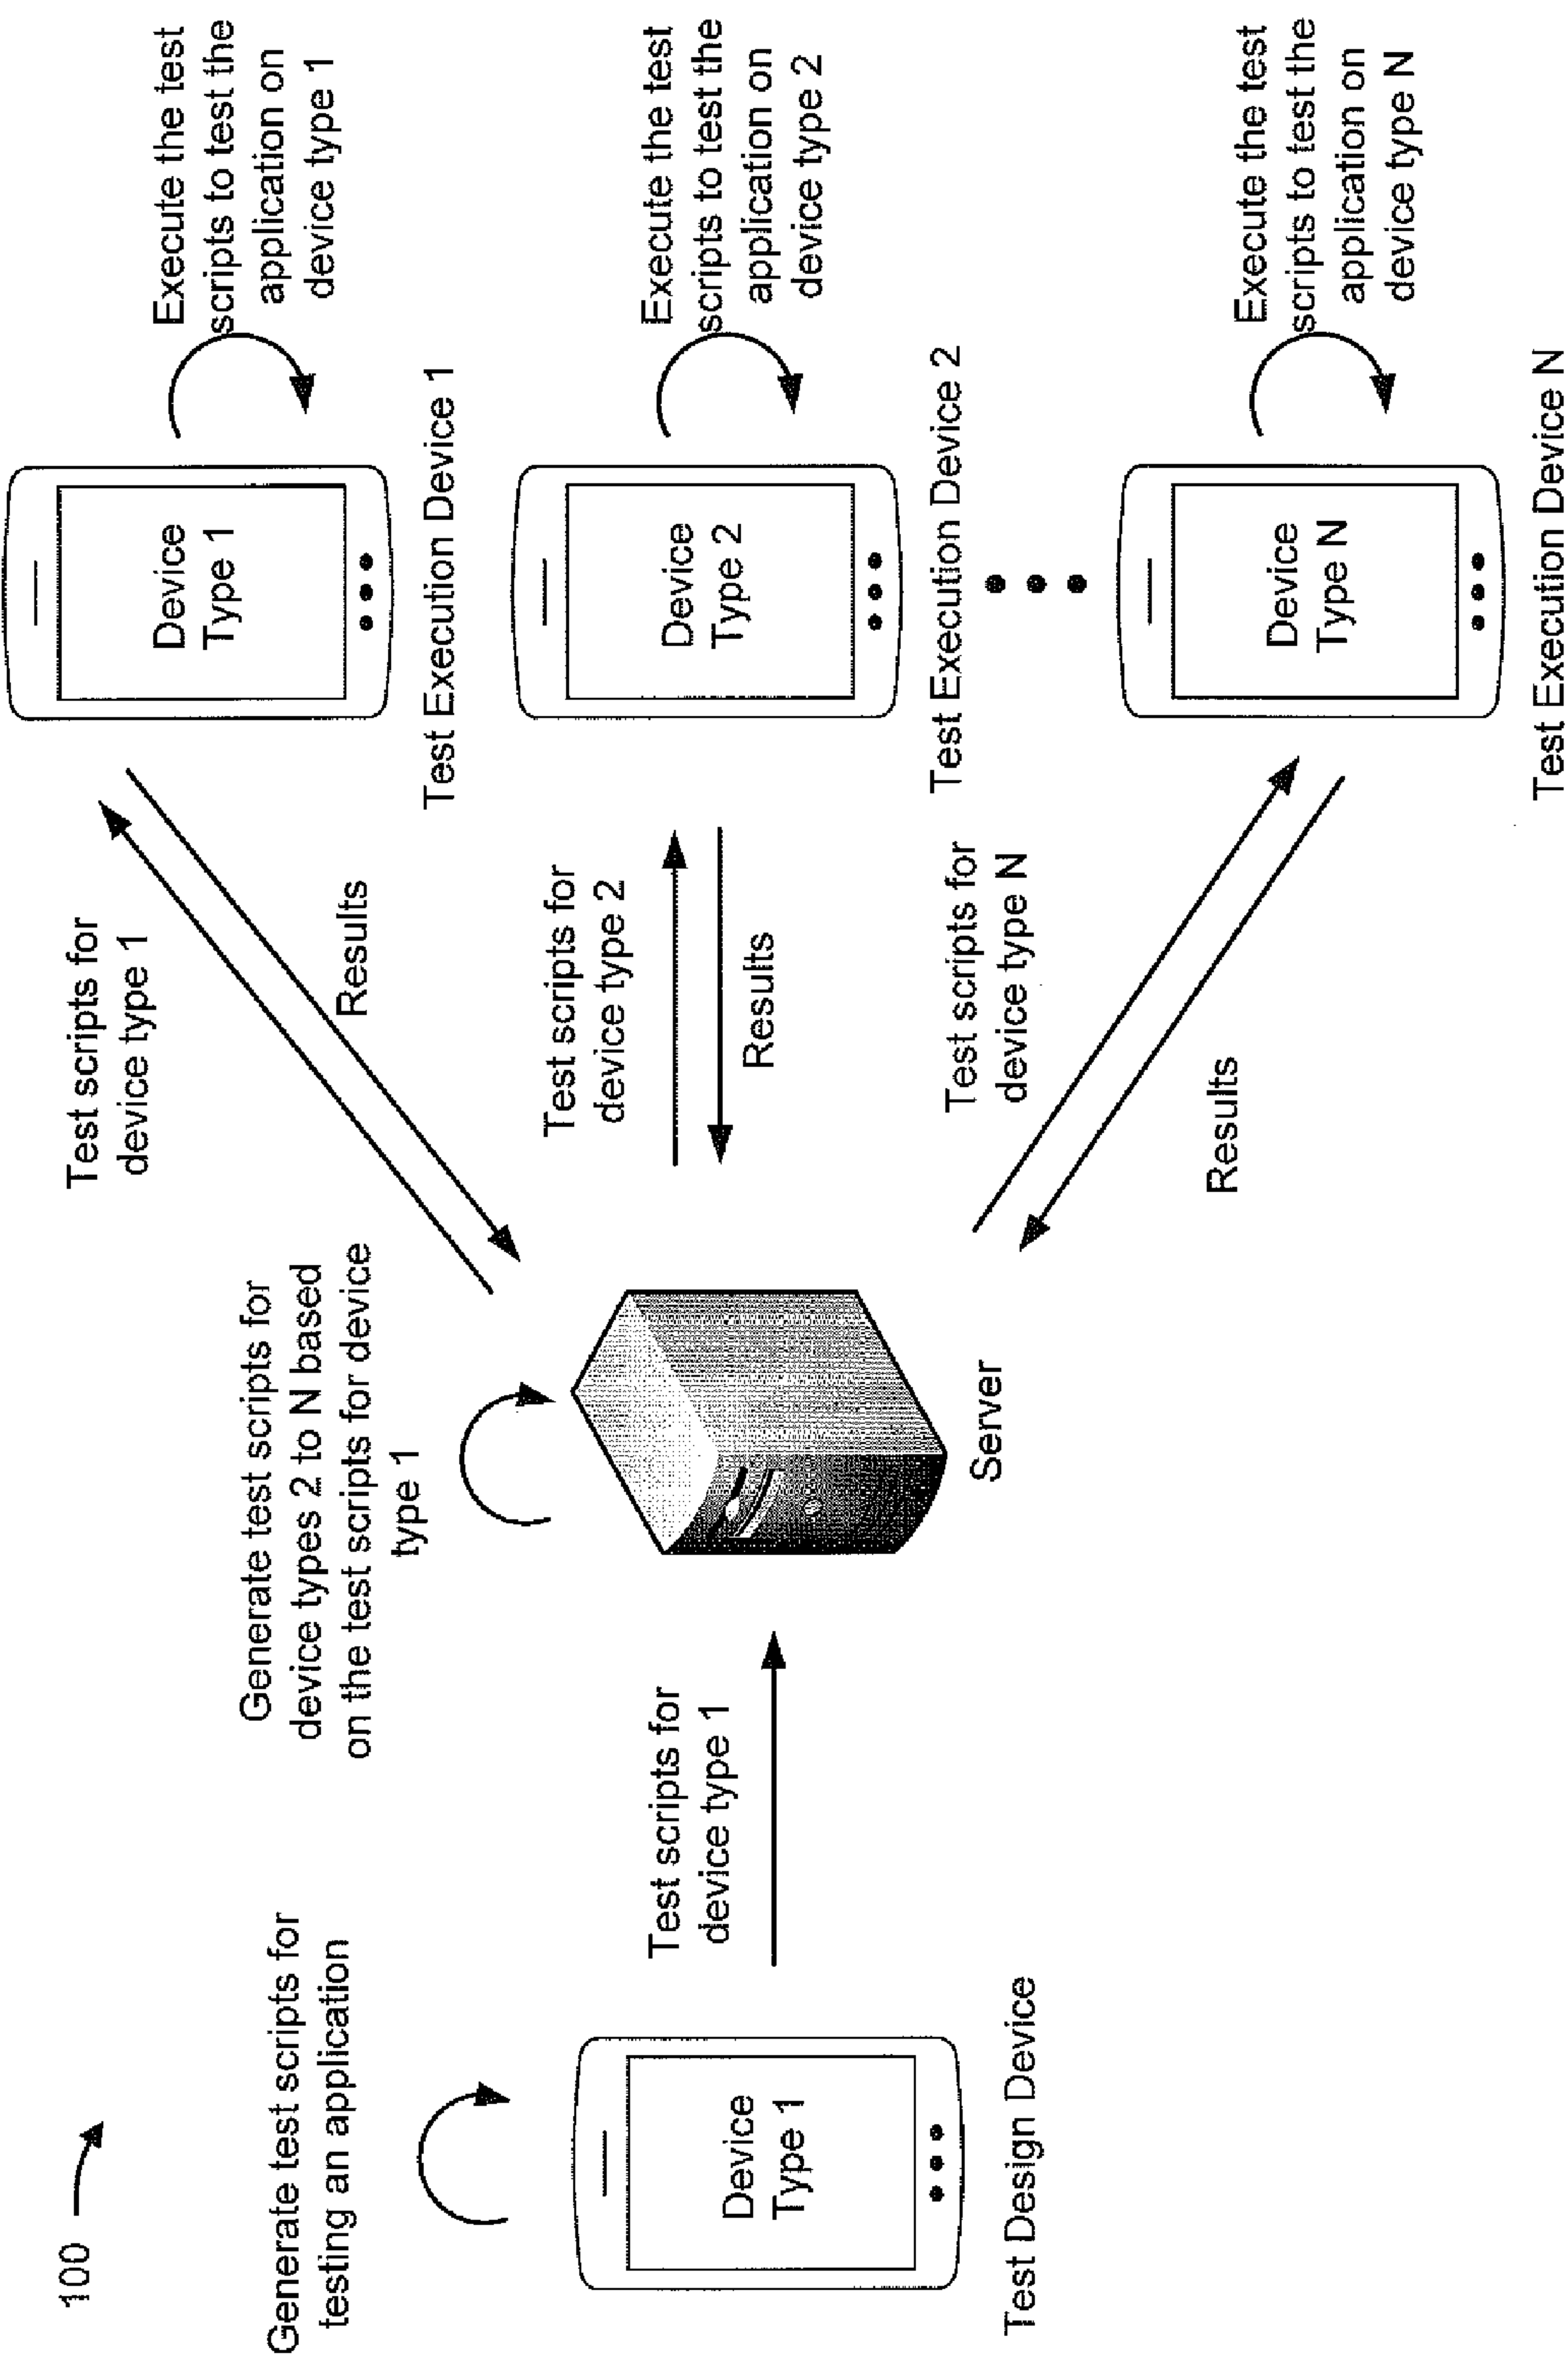 100
Generate test scripts for
testing an application
Device
Type 1
Test Design Device
Test scripts for
device type 1
Generate test scripts for
device types 2 to N based
on the test scripts for device
type 1
Server
Test scripts for
device type 1
Results
Test scripts for
device type 2
Results
Test scripts for
device type N
Results
Device
Type 1
Test Execution Device 1
Execute the test
scripts to test the
application on
device type 1
Device
Type 2
Test Execution Device 2
Execute the test
scripts to test the
application on
device type 2
Device
Type N
Test Execution Device N
Execute the test
scripts to test the
application on
device type N